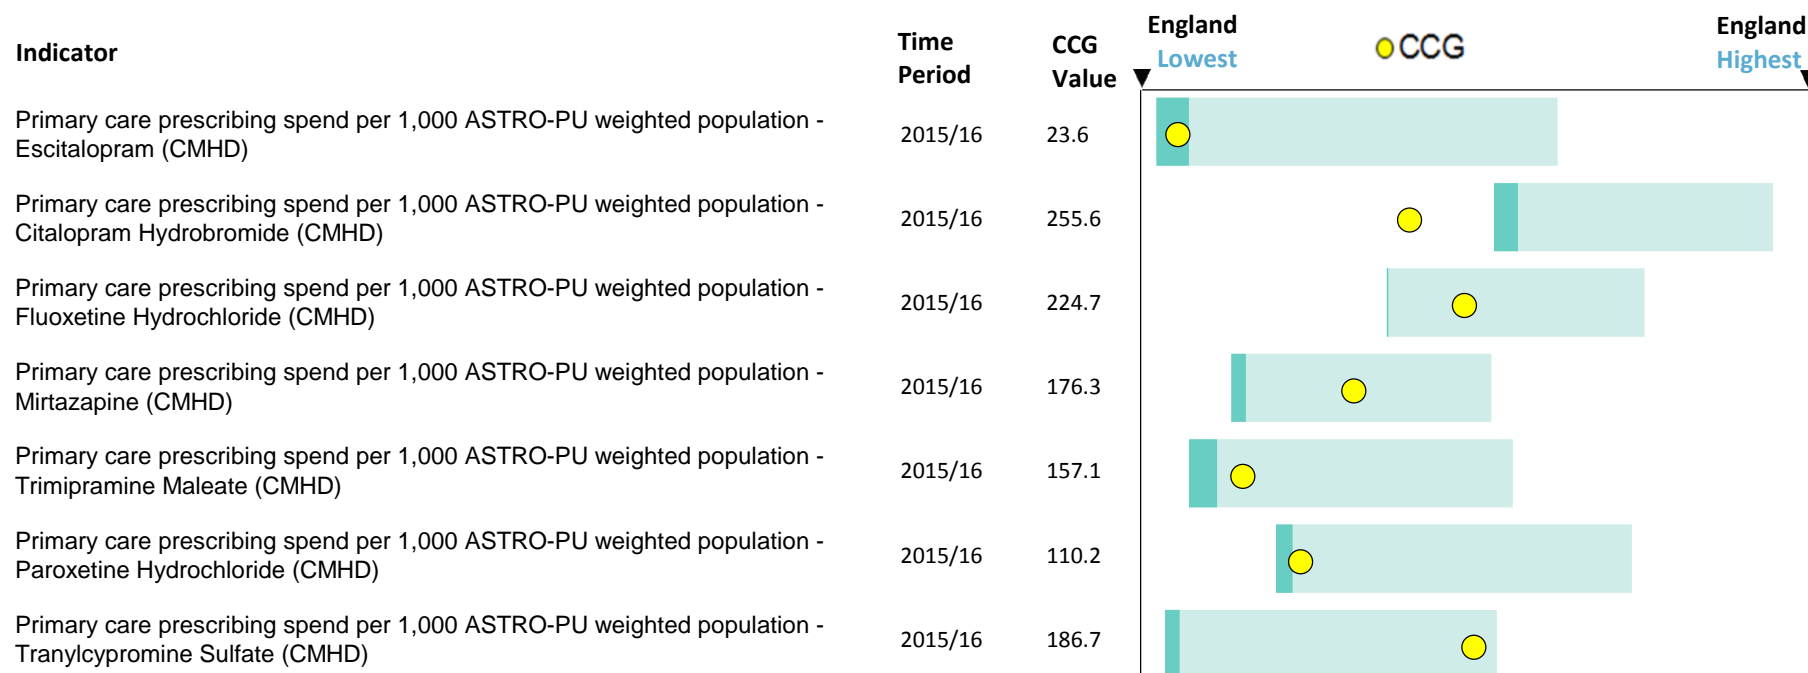 Indicator
Time Period
CCG Value
England Lowest
CCG
England Highest
Primary care prescribing spend per 1,000 ASTRO-PU weighted population -
Escitalopram (CMHD)
2015/16
23.6
Primary care prescribing spend per 1,000 ASTRO-PU weighted population -
Citalopram Hydrobromide (CMHD)
2015/16
255.6
Primary care prescribing spend per 1,000 ASTRO-PU weighted population -
Fluoxetine Hydrochloride (CMHD)
2015/16
224.7
Primary care prescribing spend per 1,000 ASTRO-PU weighted population -
Mirtazapine (CMHD)
2015/16
176.3
Primary care prescribing spend per 1,000 ASTRO-PU weighted population -
Trimipramine Maleate (CMHD)
2015/16
157.1
Primary care prescribing spend per 1,000 ASTRO-PU weighted population -
Paroxetine Hydrochloride (CMHD)
2015/16
110.2
Primary care prescribing spend per 1,000 ASTRO-PU weighted population -
Tranylcypromine Sulfate (CMHD)
2015/16
186.7